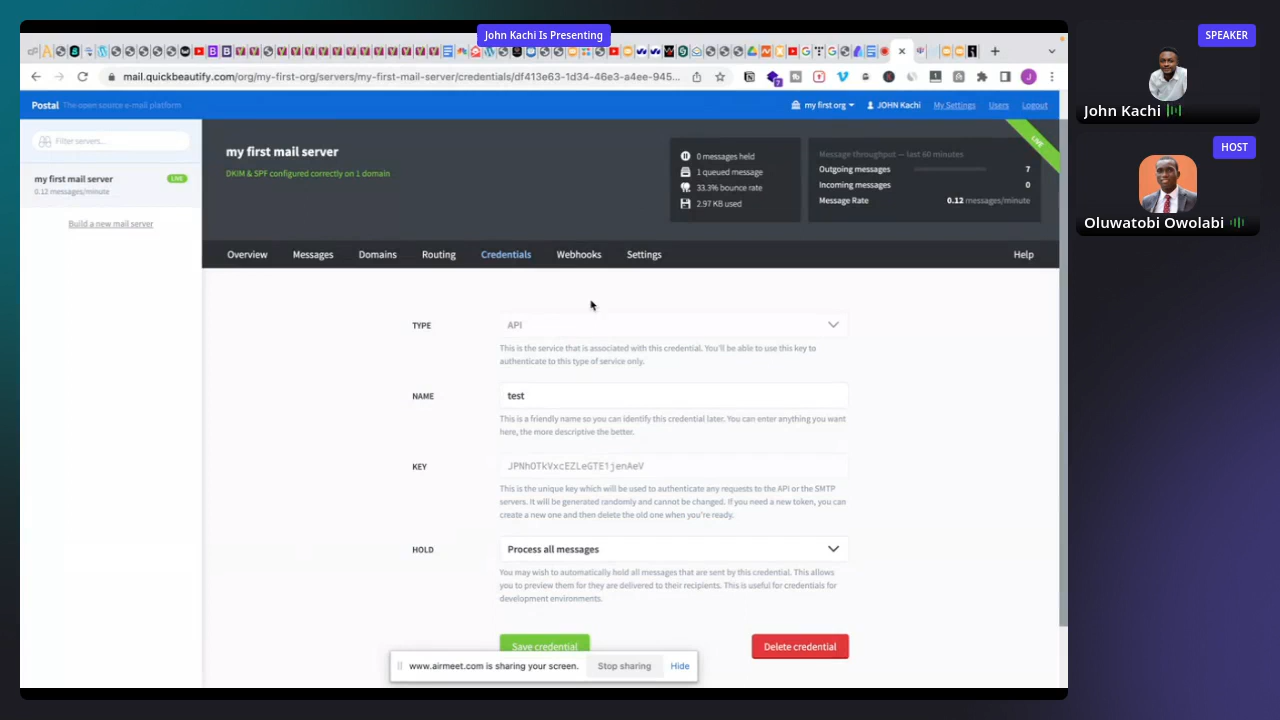 John Kachi Is Presenting
SPEAKER
John Kachi
HOST
Oluwatobi Owolabi
mail.quickbeautify.com/org/my-first-org/servers/my-first-mail-server/credentials/df413e63-1d34-46e3-a4ee-945...
Postal The open source e-mail platform
my first org
JOHN Kachi
My Settings
Users
Logout
Filter servers...
my first mail server
LIVE
0.12 messages/minute
Build a new mail server
my first mail server
DKIM & SPF configured correctly on 1 domain
0 messages held
1 queued message
33.3% bounce rate
2.97 KB used
Message throughput — last 60 minutes
Outgoing messages 7
Incoming messages 0
Message Rate 0.12 messages/minute
LIVE
Overview Messages Domains Routing Credentials Webhooks Settings Help
TYPE
API
This is the service that is associated with this credential. You'll be able to use this key to
authenticate to this type of service only.
NAME
test
This is a friendly name so you can identify this credential later. You can enter anything you want
here, the more descriptive the better.
KEY
JPNhOTkVxcEZLeGTE1jenAeV
This is the unique key which will be used to authenticate any requests to the API or the SMTP
servers. It will be generated randomly and cannot be changed. If you need a new token, you can
create a new one and then delete the old one when you're ready.
HOLD
Process all messages
You may wish to automatically hold all messages that are sent by this credential. This allows
you to preview them for they are delivered to their recipients. This is useful for credentials for
development environments.
Save credential
Delete credential
www.airmeet.com is sharing your screen.
Stop sharing
Hide